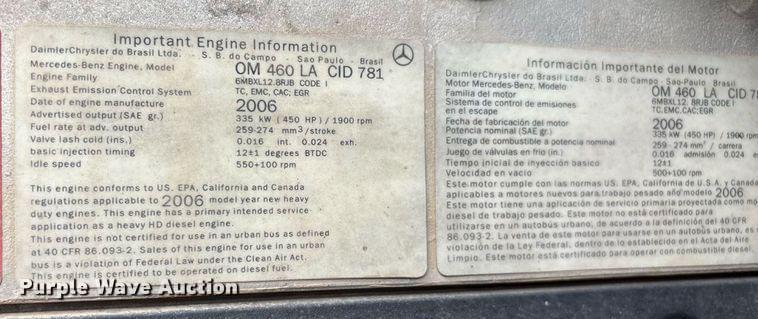 Important Engine Information
DaimlerChrysler do Brasil Ltda. - S. B. do Campo - Sao Paulo - Brasil
Mercedes-Benz Engine, Model OM 460 LA CID 781
Engine Family 6MBXL12.8RJB CODE I
Exhaust Emission Control System TC, EMC, CAC; EGR
Date of engine manufacture 2006
Advertised output (SAE gr.) 335 kW (450 HP) / 1900 rpm
Fuel rate at adv. output 259-274 mm³/stroke
Valve lash cold (ins.) 0.016 int. 0.024 exh.
basic injection timing 12±1 degrees BTDC
Idle speed 550+100 rpm
This engine conforms to US. EPA, California and Canada
regulations applicable to 2006 model year new heavy
duty engines. This engine has a primary intended service
application as a heavy HD diesel engine.
This engine is not certified for use in an urban bus as defined
at 40 CFR 86.093-2. Sales of this engine for use in an urban
bus is a violation of Federal Law under the Clean Air Act.
This engine is certified to be operated on diesel fuel.
Información Importante del Motor
DaimlerChrysler do Brasil Ltda. - S. B. do Campo - Sao Paulo - Brasil
Motor Mercedes-Benz, Modelo OM 460 LA CID
Familia del motor 6MBXL12.8RJB CODE I
Sistema de control de emisiones
en el escape TC,EMC,CAC;EGR
Fecha de fabricación del motor 2006
Potencia nominal (SAE gr.) 335 kW (450 HP) / 1900 rpm
Entrega de combustible a potencia nominal 259-274 mm³/ carrera
Juego de válvulas en frio (in.) 0.016 admisión 0.024
Tiempo inicial de inyección basico 12±1
Velocidad en vacio 500+100 rpm
Este motor cumple con las normas US. EPA, California de U.S.A. y Canada
aplicables a motores nuevos para trabajo pesado año modelo 2006
Este motor tiene una aplicación de servicio primaria proyectada como motor
diesel de trabajo pesado. Este motor no está certificado para
utilizarse en un autobús urbano, de acuerdo a la definición del 40 CFR
86.093-2. La venta de este motor para usarse en un autobús urbano, es
violación de la Ley Federal, dentro de lo establecido en el Acta del Aire
Limpio. Este motor está certificado para operar con combustible diesel.
Purple Wave Auction